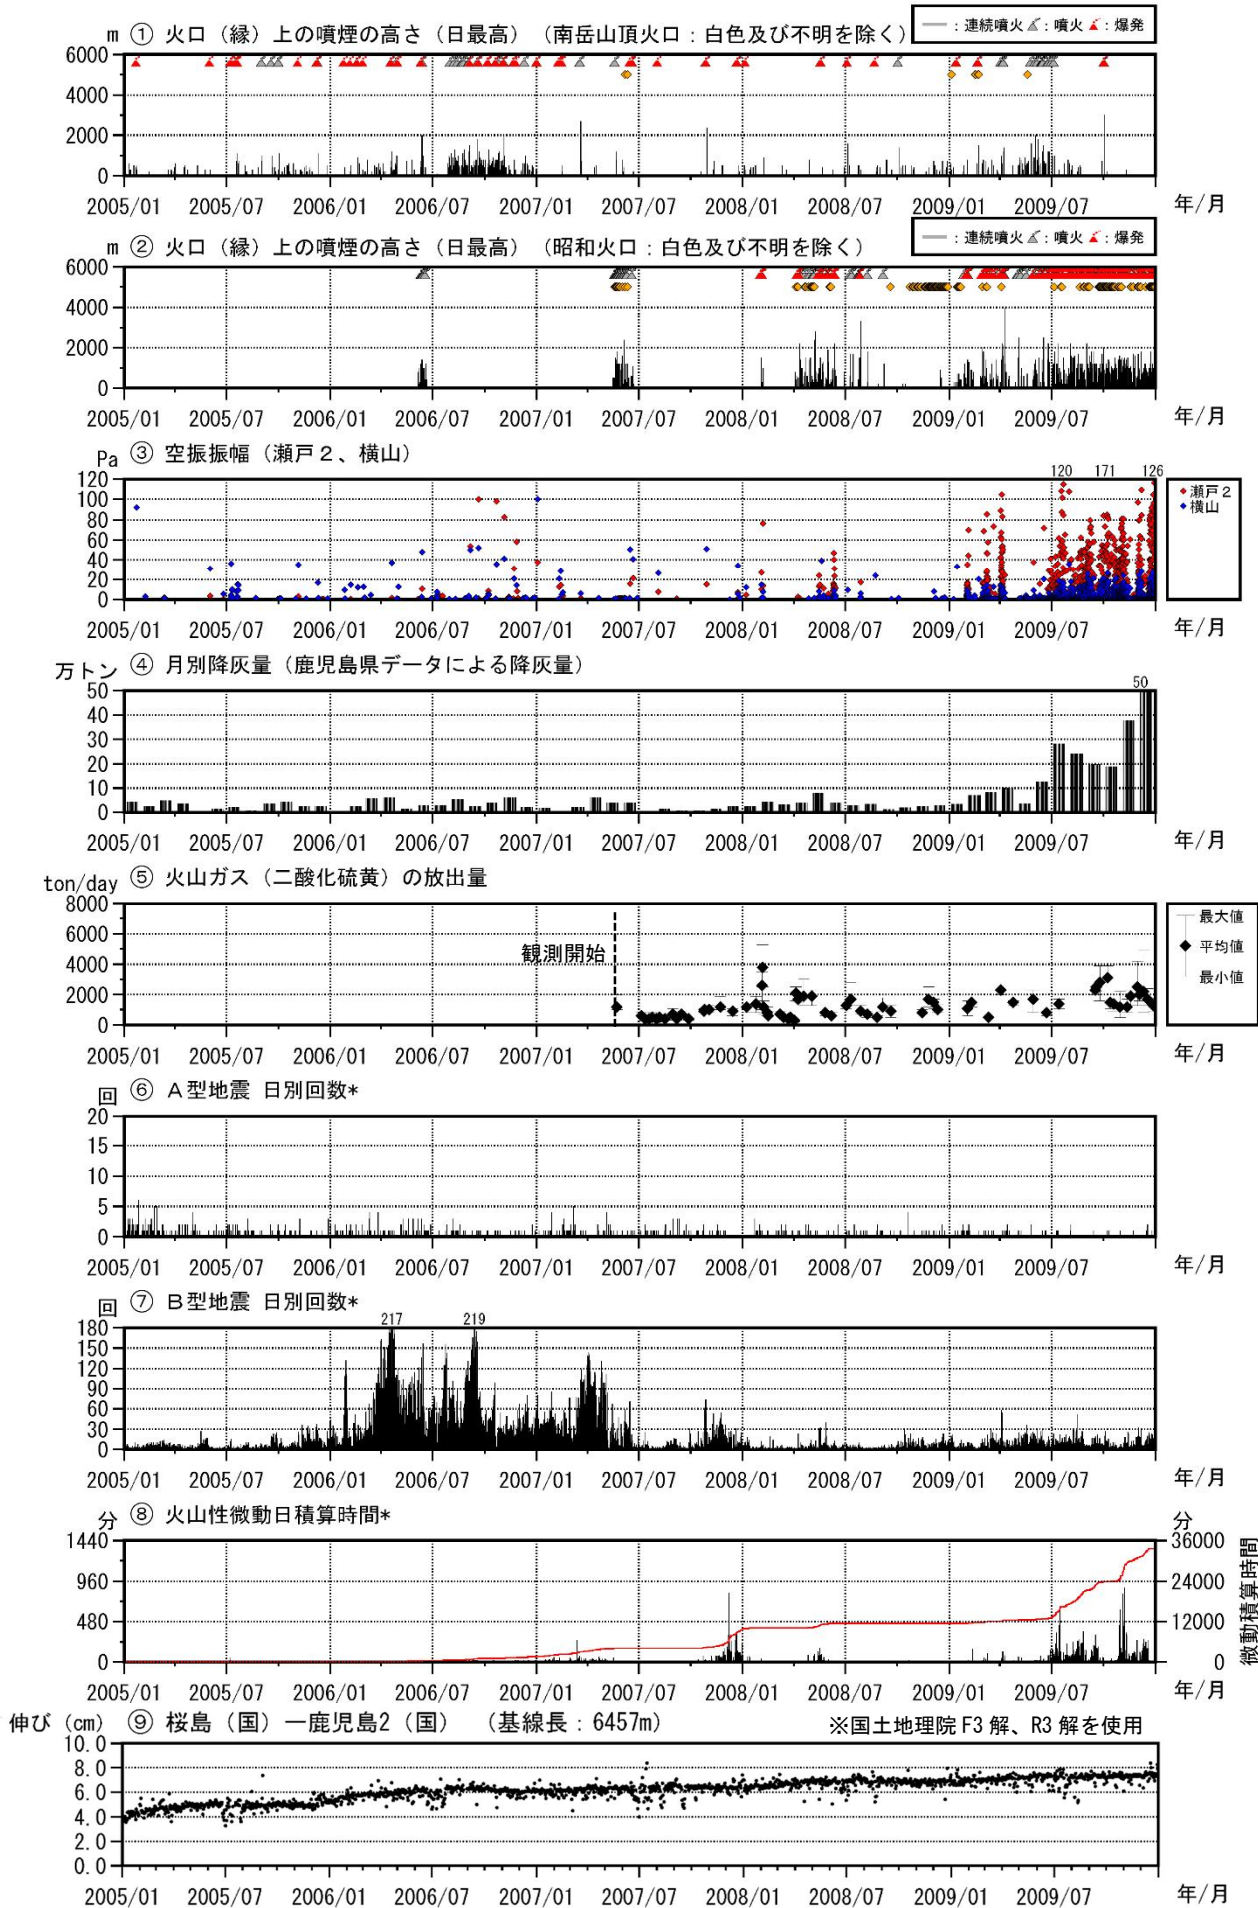 m ① 火口（縁）上の噴煙の高さ（日最高）（南岳山頂火口：白色及び不明を除く）
：連続噴火 ：噴火 ：爆発
6000
4000
2000
0
2005/01 2005/07 2006/01 2006/07 2007/01 2007/07 2008/01 2008/07 2009/01 2009/07 年/月
m ② 火口（縁）上の噴煙の高さ（日最高）（昭和火口：白色及び不明を除く）
：連続噴火 ：噴火 ：爆発
6000
4000
2000
0
2005/01 2005/07 2006/01 2006/07 2007/01 2007/07 2008/01 2008/07 2009/01 2009/07 年/月
Pa ③ 空振振幅（瀬戸２、横山）
120 171 126
120
100
80
60
40
20
0
瀬戸２
横山
2005/01 2005/07 2006/01 2006/07 2007/01 2007/07 2008/01 2008/07 2009/01 2009/07 年/月
万トン ④ 月別降灰量（鹿児島県データによる降灰量）
50
50
40
30
20
10
0
2005/01 2005/07 2006/01 2006/07 2007/01 2007/07 2008/01 2008/07 2009/01 2009/07 年/月
ton/day ⑤ 火山ガス（二酸化硫黄）の放出量
8000
6000
4000
2000
0
観測開始
最大値
平均値
最小値
2005/01 2005/07 2006/01 2006/07 2007/01 2007/07 2008/01 2008/07 2009/01 2009/07 年/月
回 ⑥ Ａ型地震 日別回数*
20
15
10
5
0
2005/01 2005/07 2006/01 2006/07 2007/01 2007/07 2008/01 2008/07 2009/01 2009/07 年/月
回 ⑦ Ｂ型地震 日別回数*
217 219
180
150
120
90
60
30
0
2005/01 2005/07 2006/01 2006/07 2007/01 2007/07 2008/01 2008/07 2009/01 2009/07 年/月
分 ⑧ 火山性微動日積算時間* 分
1440 36000
960 24000
480 12000
0 0
微動積算時間
2005/01 2005/07 2006/01 2006/07 2007/01 2007/07 2008/01 2008/07 2009/01 2009/07 年/月
伸び（cm） ⑨ 桜島（国）―鹿児島2（国） （基線長：6457m） ※国土地理院 F3 解、R3 解を使用
10.0
8.0
6.0
4.0
2.0
0.0
2005/01 2005/07 2006/01 2006/07 2007/01 2007/07 2008/01 2008/07 2009/01 2009/07 年/月